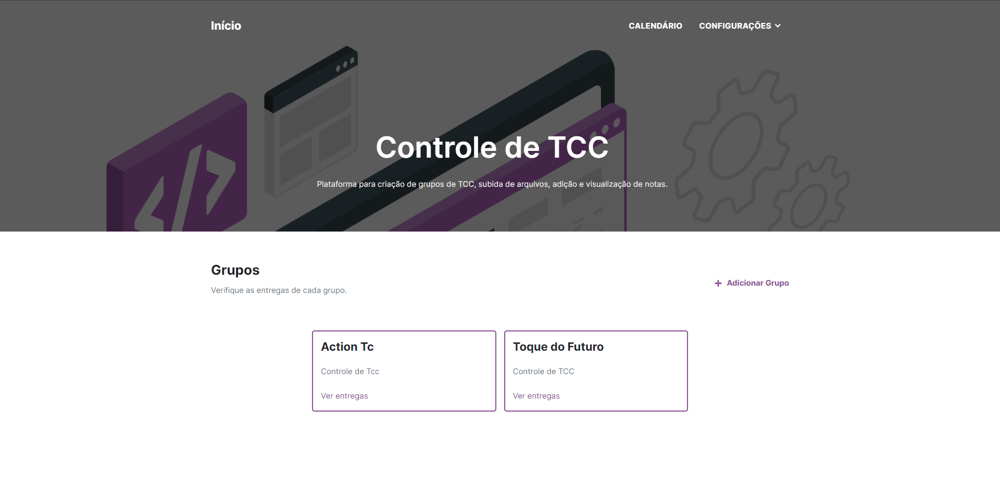 Início
CALENDÁRIO
CONFIGURAÇÕES
Controle de TCC
Plataforma para criação de grupos de TCC, subida de arquivos, adição e visualização de notas.
Grupos
Verifique as entregas de cada grupo.
Adicionar Grupo
Action Tc
Controle de Tcc
Ver entregas
Toque do Futuro
Controle de TCC
Ver entregas